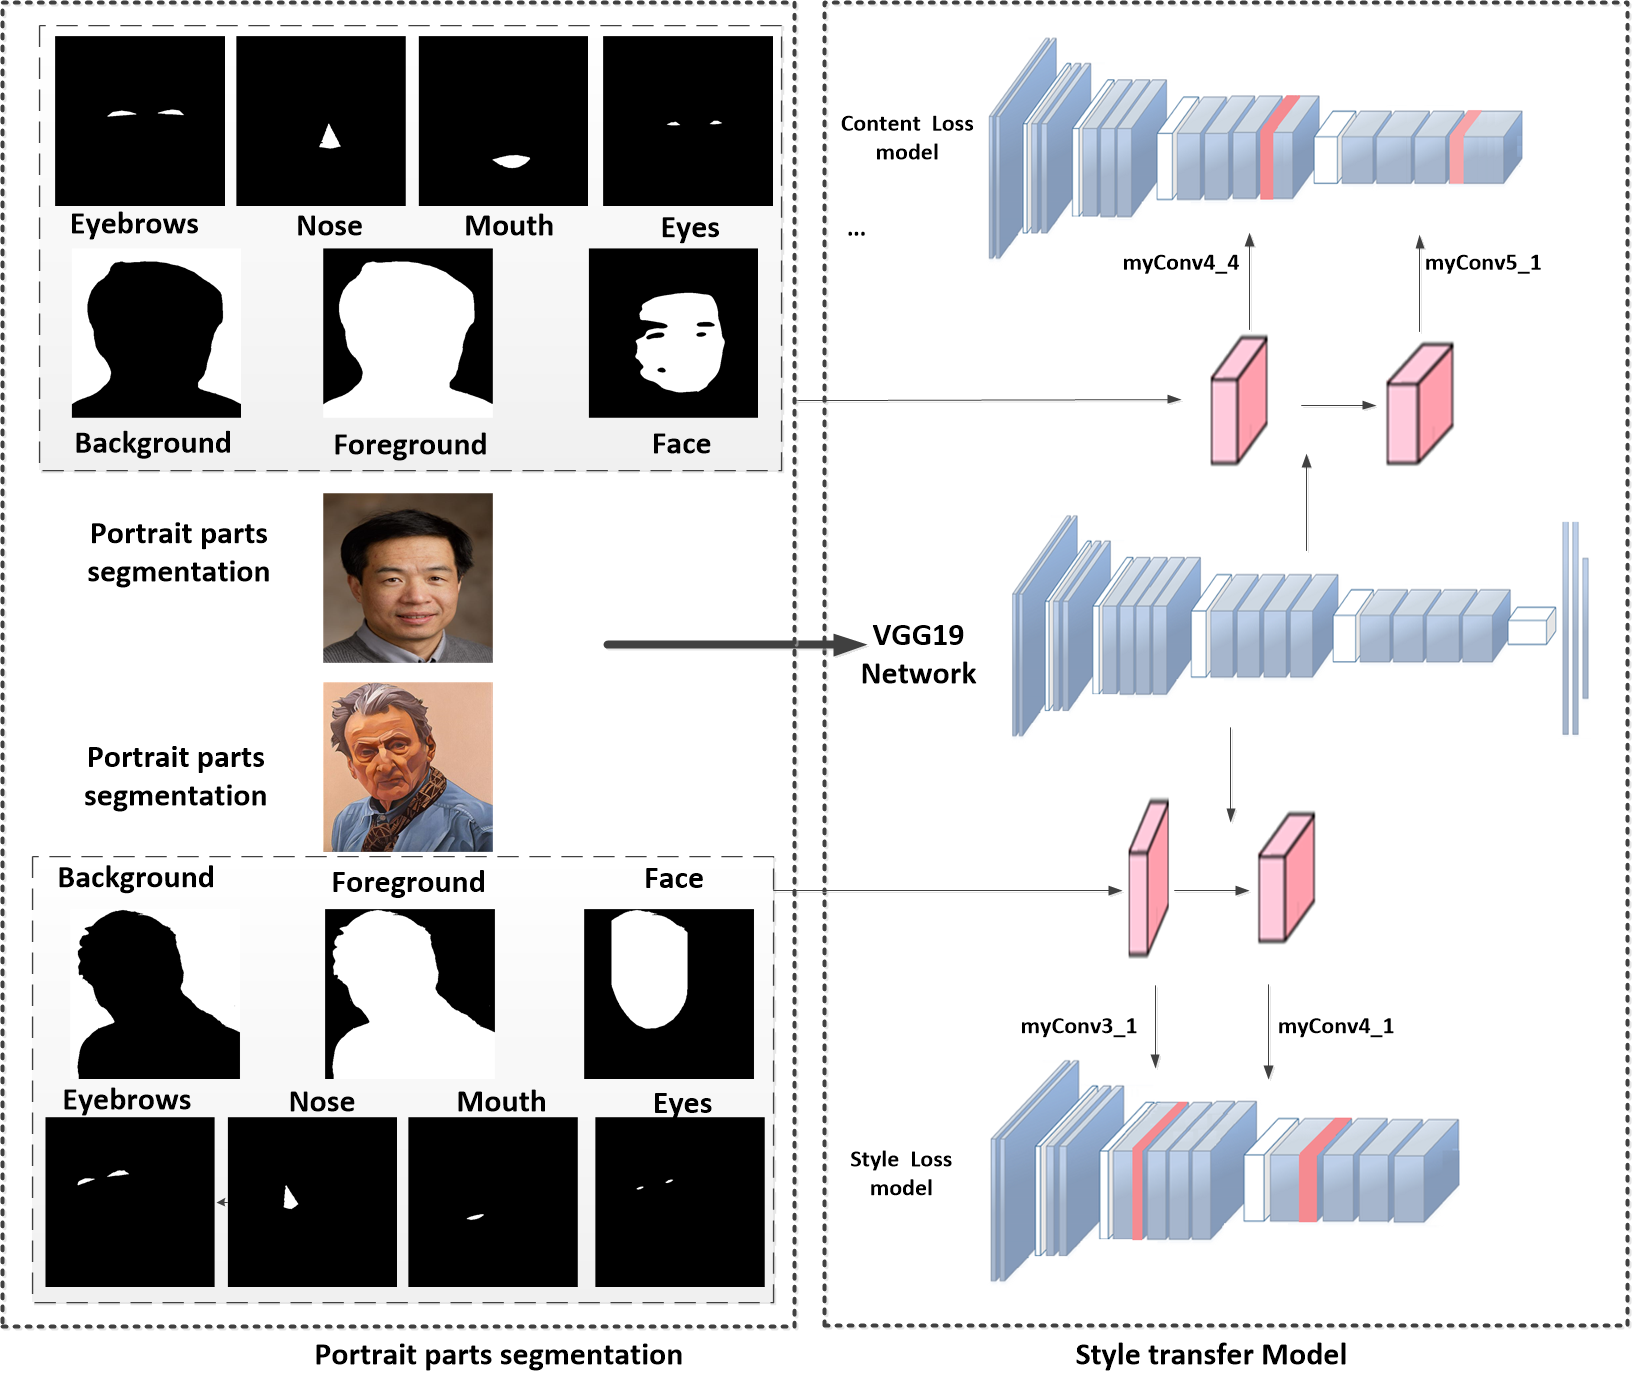 Eyebrows
Nose
Mouth
Eyes
Background
Foreground
Face
Portrait parts
segmentation
Portrait parts
segmentation
Background
Foreground
Face
Eyebrows
Nose
Mouth
Eyes
Portrait parts segmentation
Content Loss
model
...
myConv4_4
myConv5_1
VGG19
Network
myConv3_1
myConv4_1
Style Loss
model
Style transfer Model